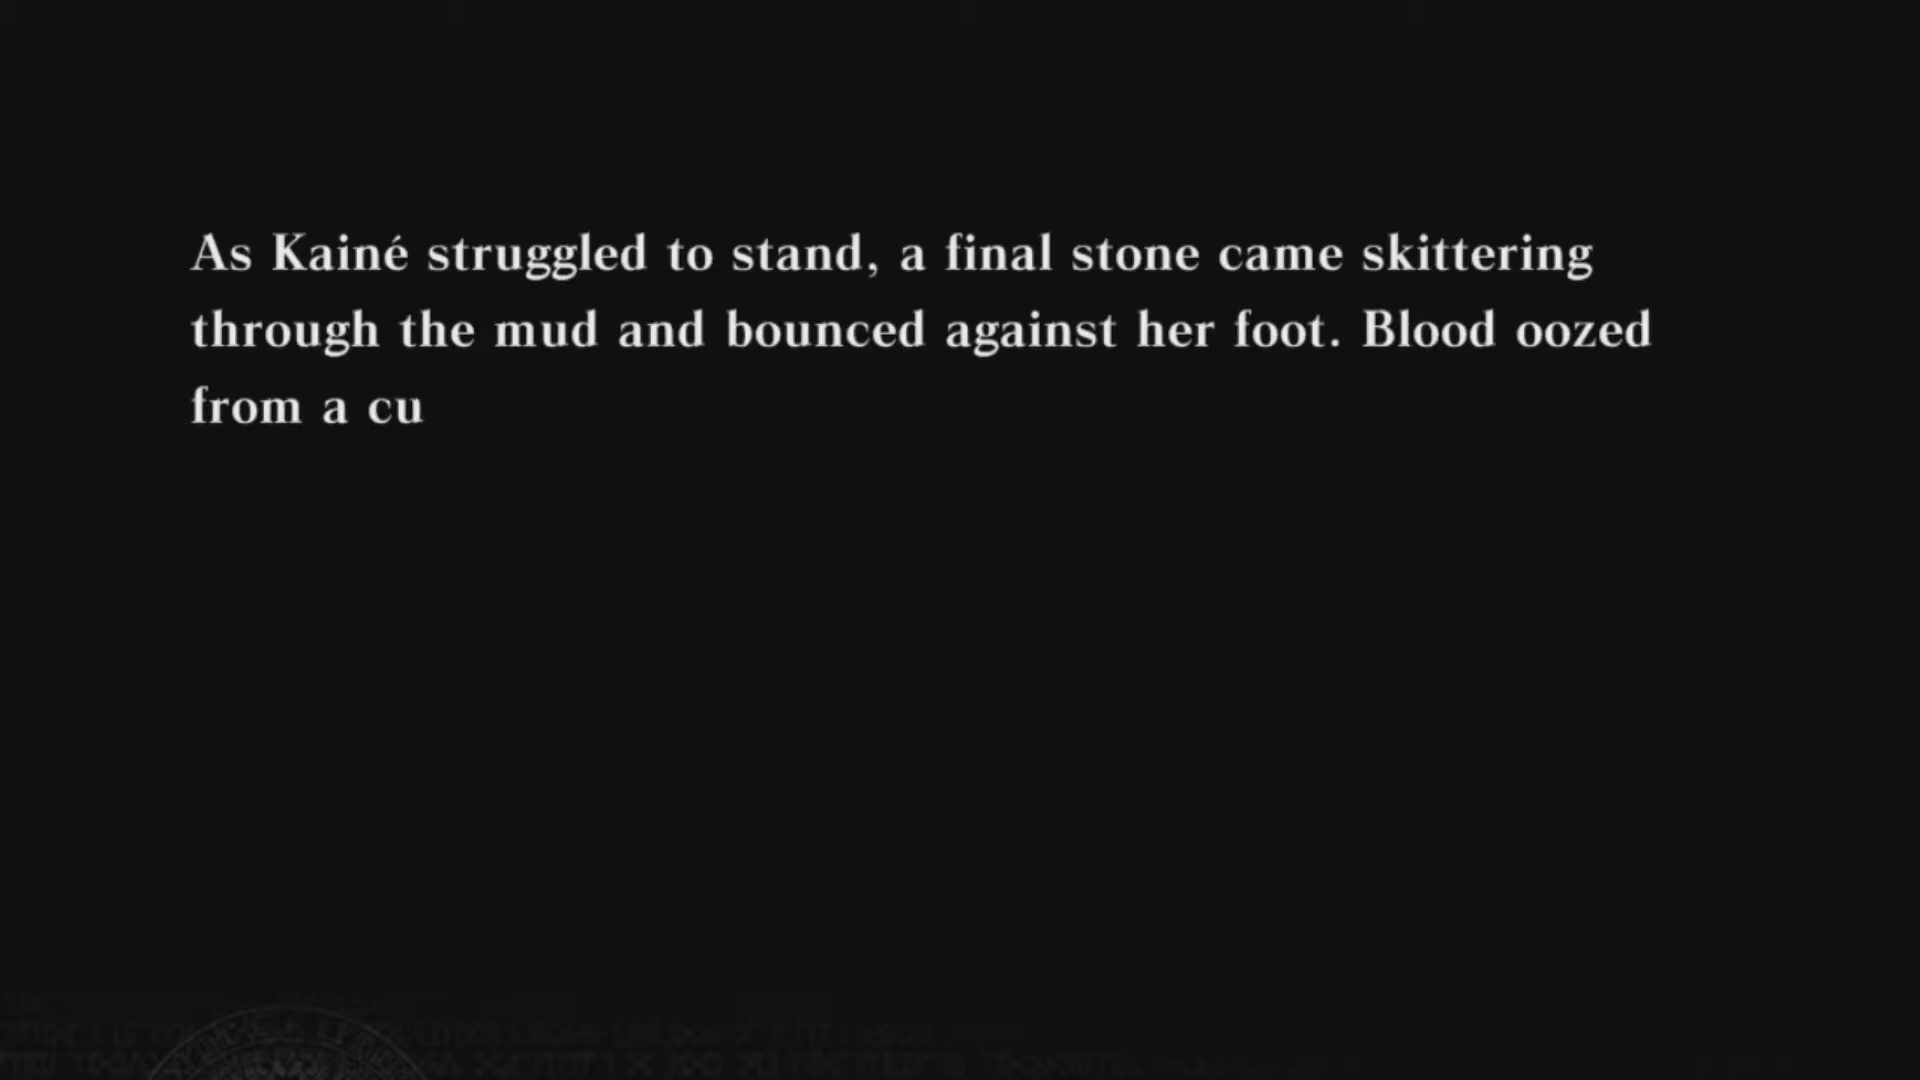 As Kainé struggled to stand, a final stone came skittering
through the mud and bounced against her foot. Blood oozed
from a cu